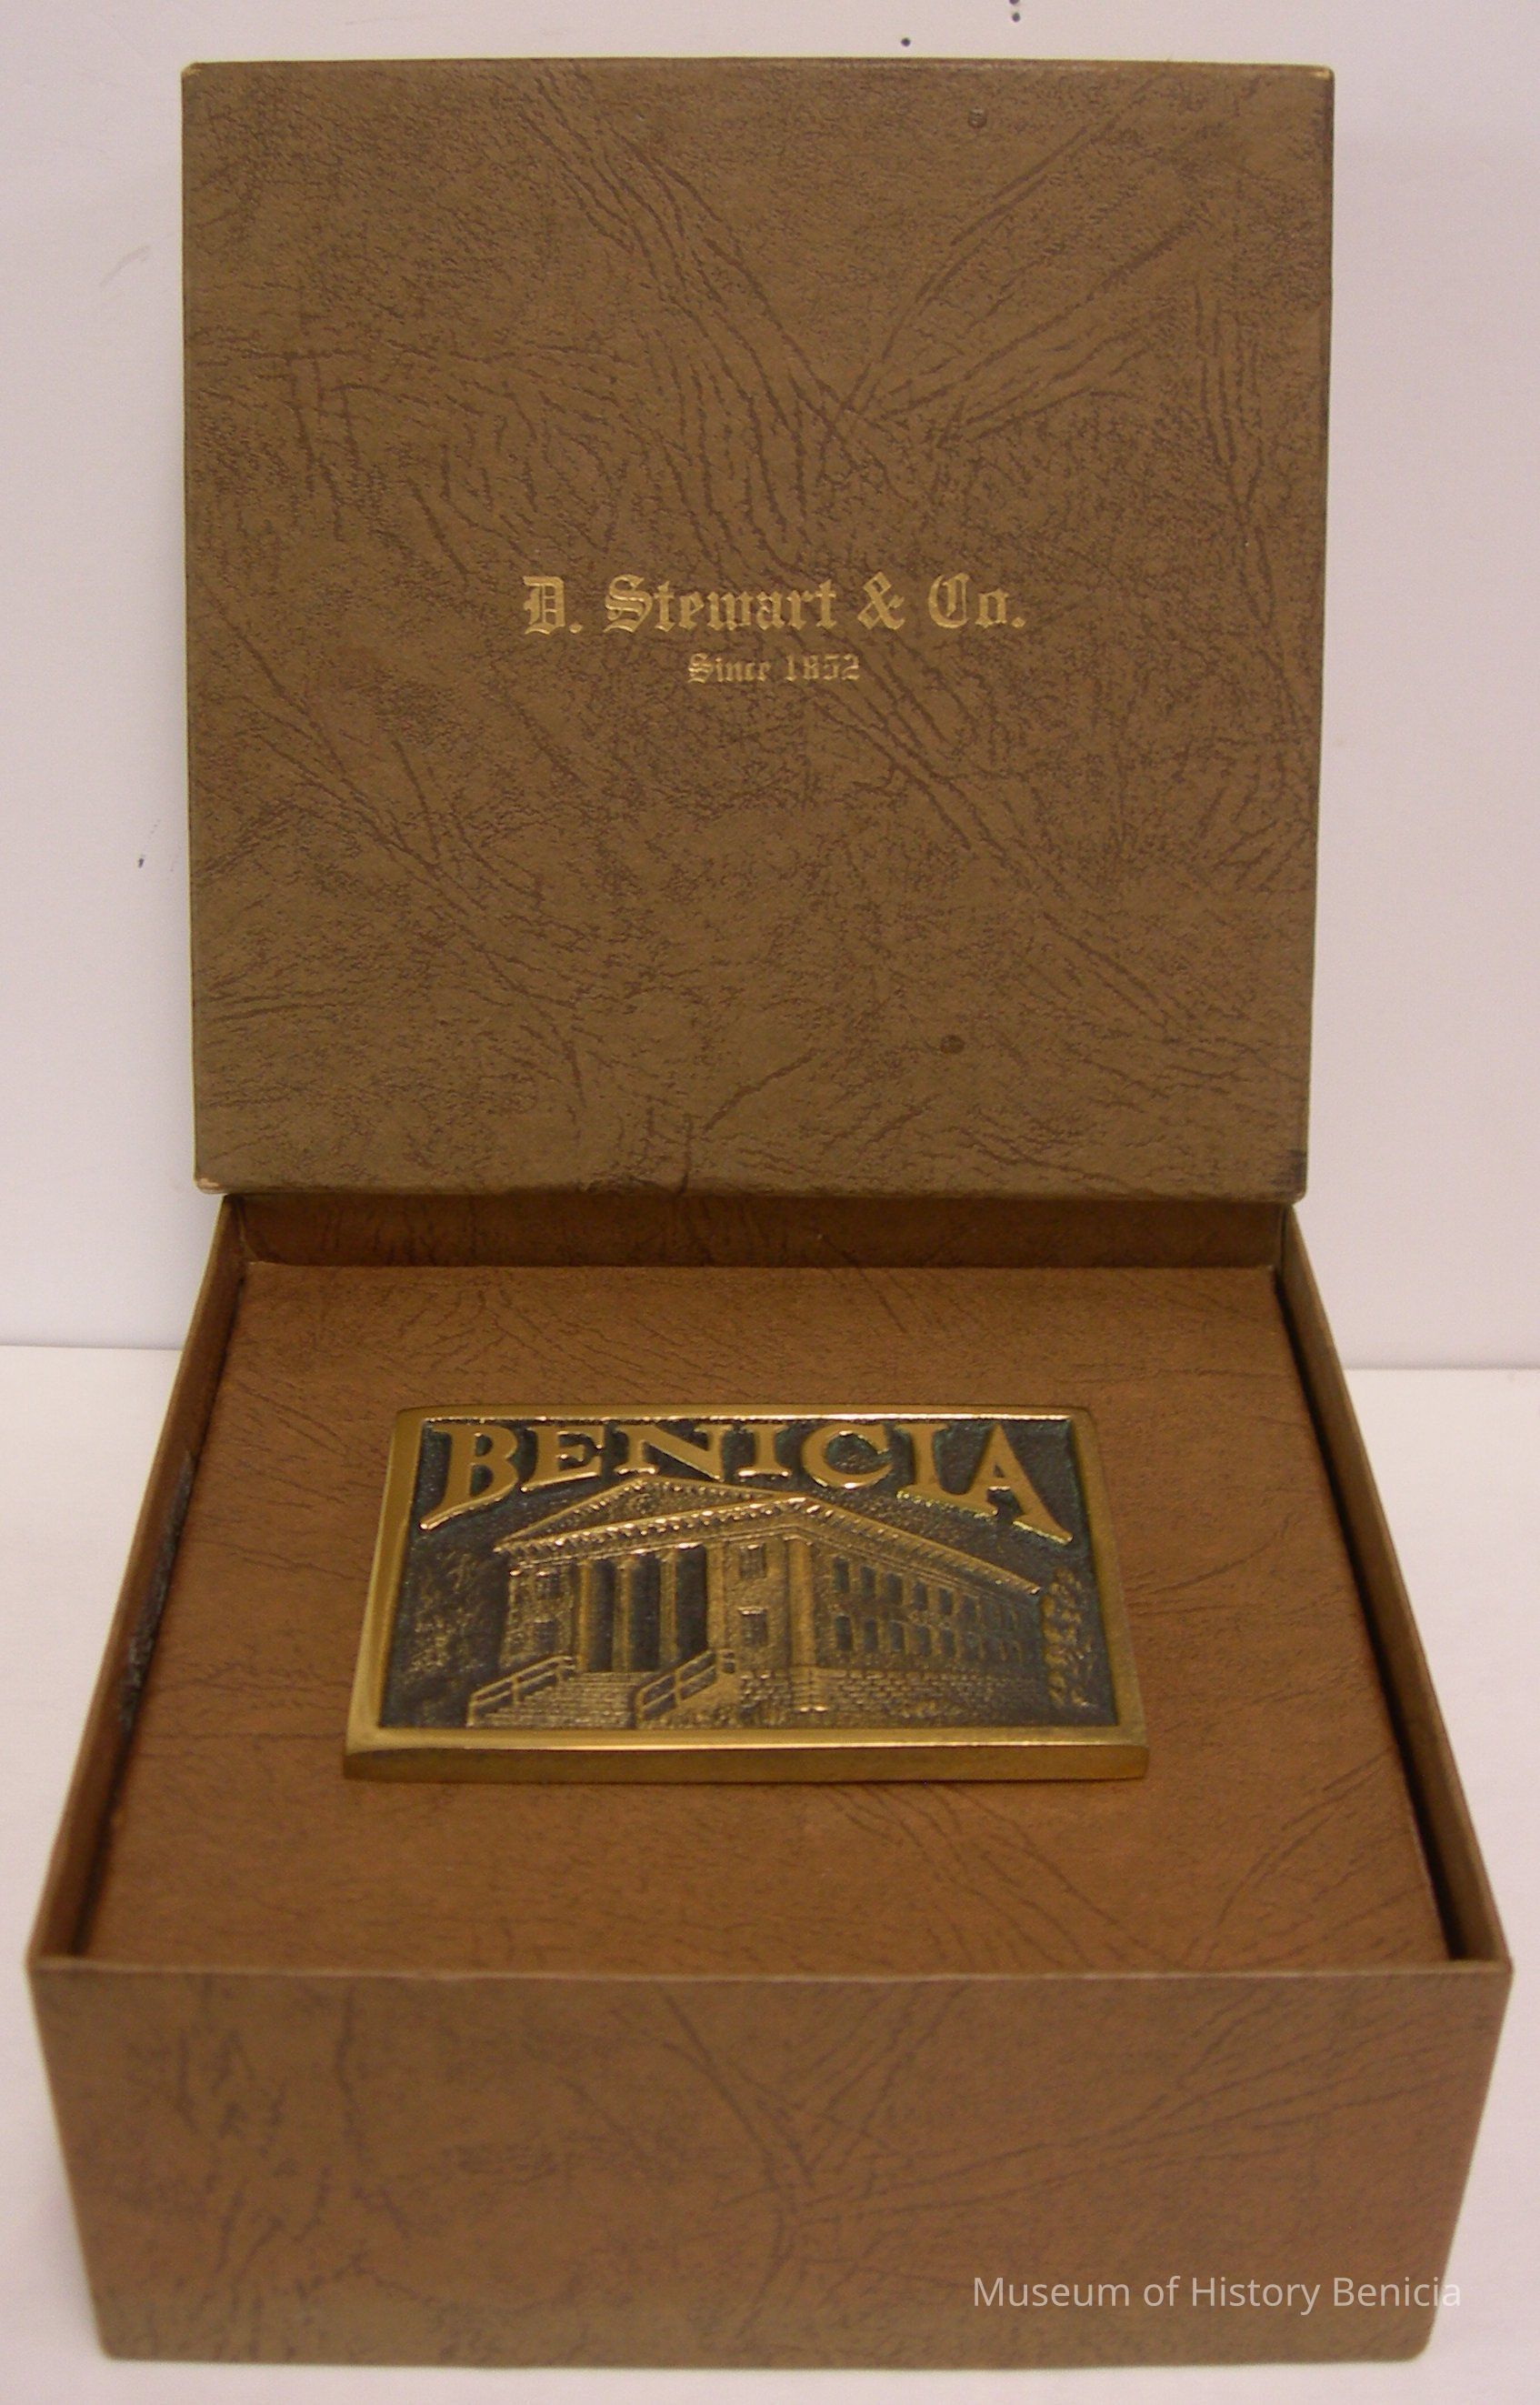 D. Stewart & Co.
Since 1852
BENICIA
Museum of History Benicia